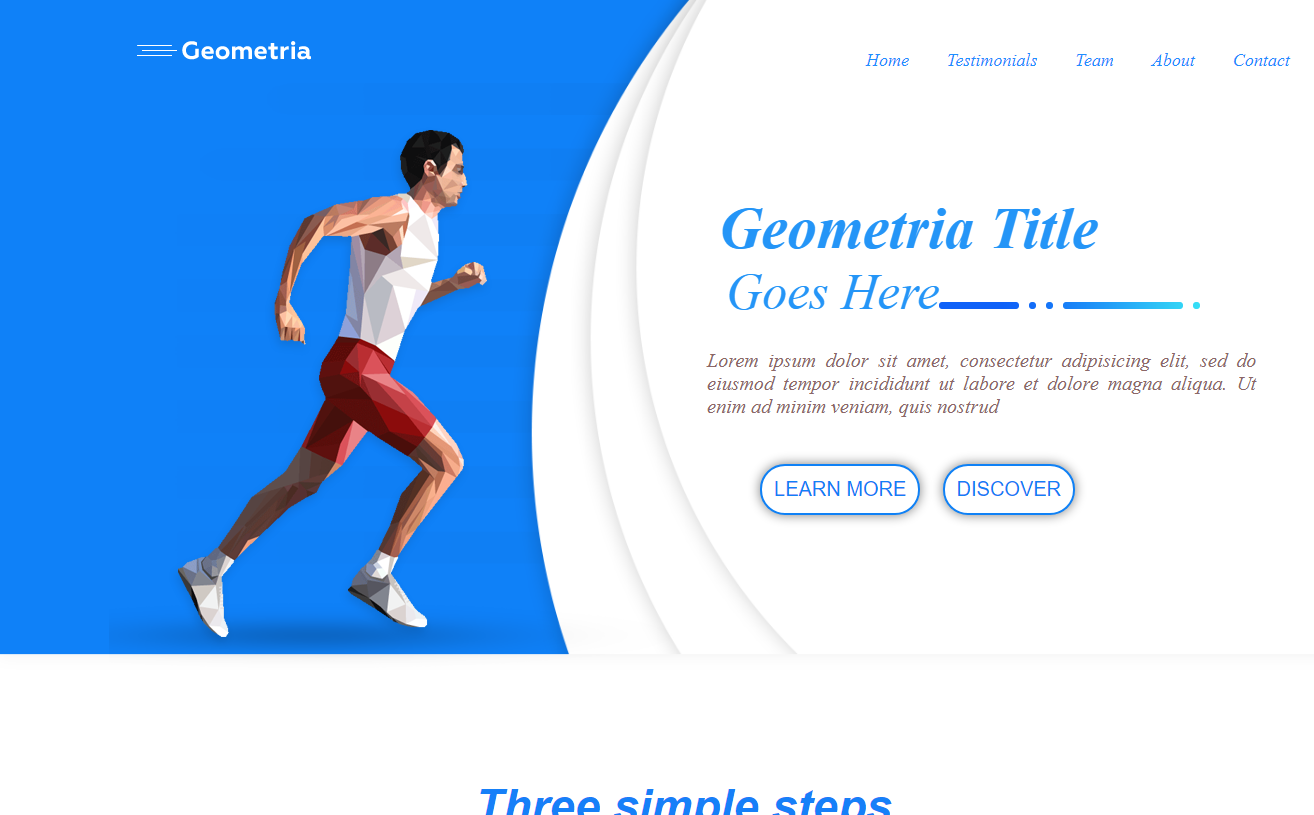 Geometria
Home Testimonials Team About Contact
Geometria Title
Goes Here
Lorem ipsum dolor sit amet, consectetur adipisicing elit, sed do
eiusmod tempor incididunt ut labore et dolore magna aliqua. Ut
enim ad minim veniam, quis nostrud
LEARN MORE DISCOVER
Three simple steps